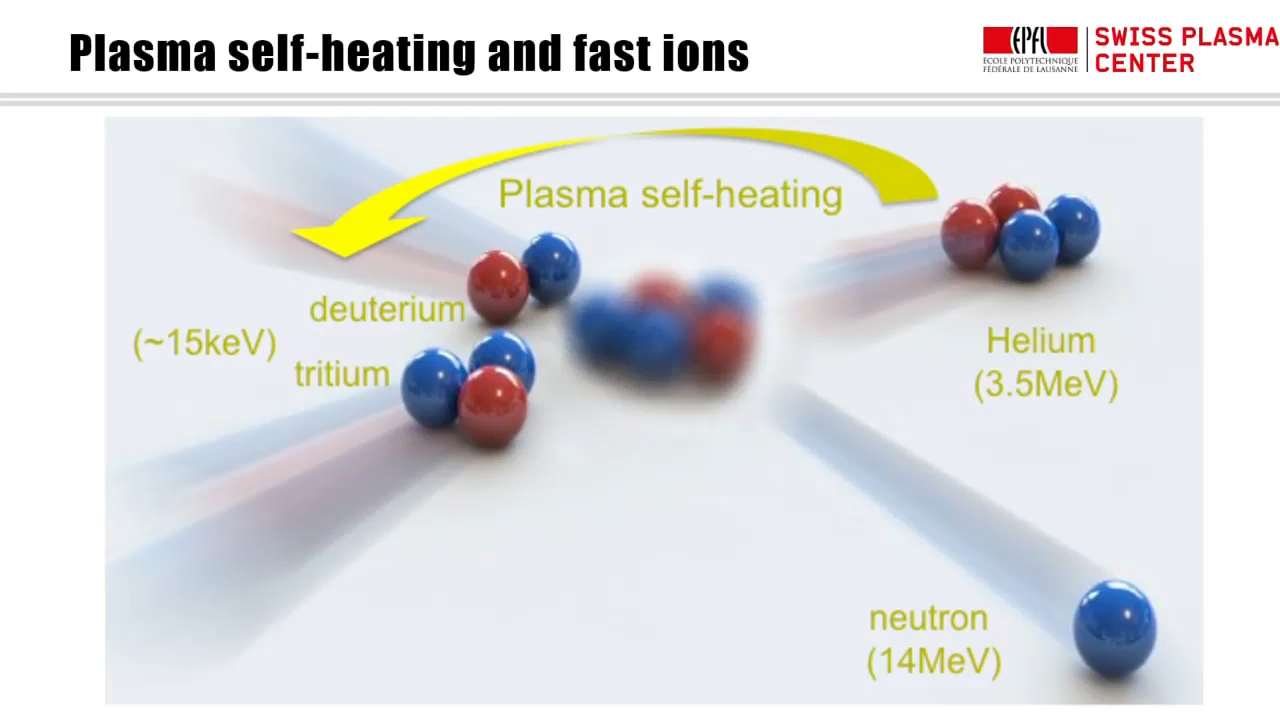 Plasma self-heating and fast ions
EPFL
ÉCOLE POLYTECHNIQUE
FÉDÉRALE DE LAUSANNE
SWISS PLASMA
CENTER
Plasma self-heating
deuterium
(~15keV)
tritium
Helium
(3.5MeV)
neutron
(14MeV)